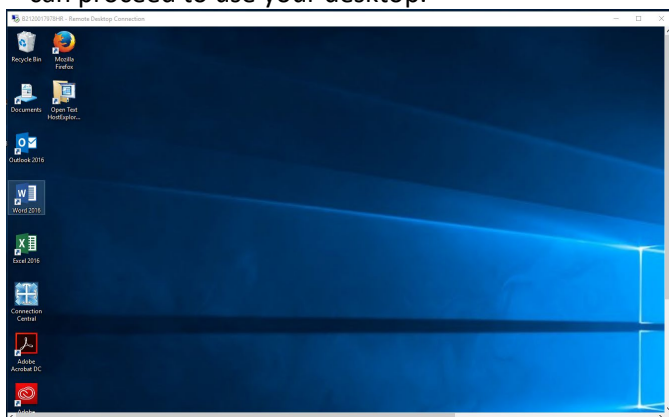 can proceed to use your desktop.
B2120017978HR - Remote Desktop Connection
Recycle Bin
Mozilla
Firefox
Documents
Open Text
HostExplor...
Outlook 2016
Word 2016
Excel 2016
Connection
Central
Adobe
Acrobat DC
Adobe